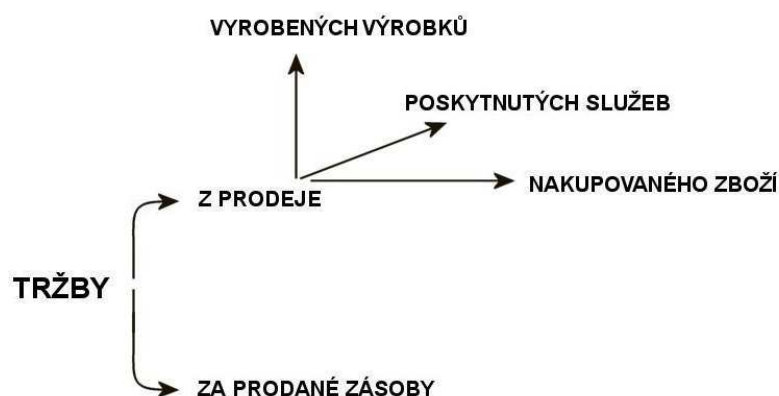 VYROBENÝCH VÝROBKŮ
POSKYTNUTÝCH SLUŽEB
NAKUPOVANÉHO ZBOŽÍ
Z PRODEJE
TRŽBY
ZA PRODANÉ ZÁSOBY